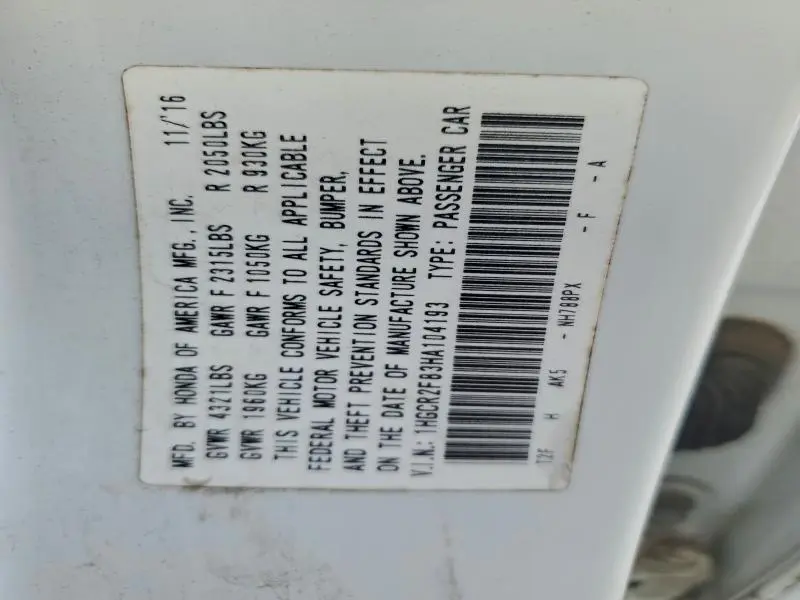 MFD. BY HONDA OF AMERICA MFG., INC. 11/'16
GVWR 4321LBS GAWR F 2315LBS R 2050LBS
GVWR 1960KG GAWR F 1050KG R 930KG
THIS VEHICLE CONFORMS TO ALL APPLICABLE
FEDERAL MOTOR VEHICLE SAFETY, BUMPER,
AND THEFT PREVENTION STANDARDS IN EFFECT
ON THE DATE OF MANUFACTURE SHOWN ABOVE.
V.I.N.: 1HGCR2F83HA104193 TYPE: PASSENGER CAR
T2F H AK5 - NH788PX - F - A